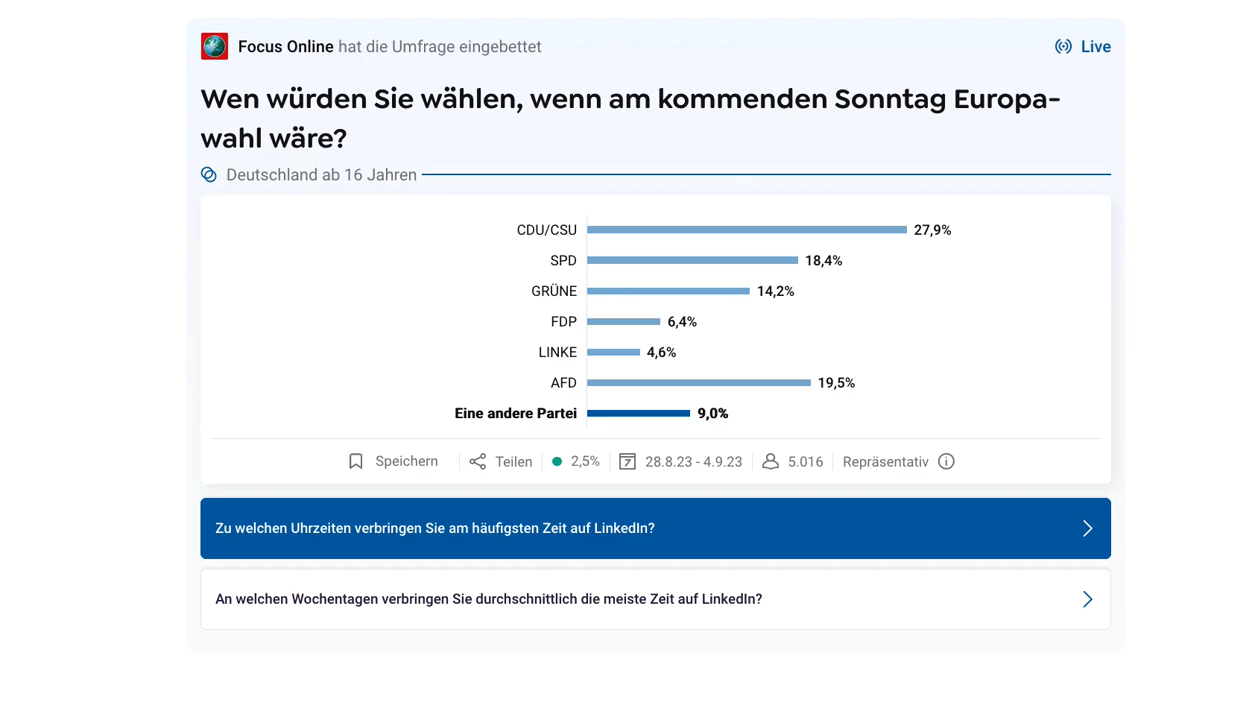 Focus Online hat die Umfrage eingebettet
Live
Wen würden Sie wählen, wenn am kommenden Sonntag Europa-
wahl wäre?
Deutschland ab 16 Jahren
CDU/CSU 27,9%
SPD 18,4%
GRÜNE 14,2%
FDP 6,4%
LINKE 4,6%
AFD 19,5%
Eine andere Partei 9,0%
Speichern Teilen 2,5% 28.8.23 - 4.9.23 5.016 Repräsentativ
Zu welchen Uhrzeiten verbringen Sie am häufigsten Zeit auf LinkedIn?
An welchen Wochentagen verbringen Sie durchschnittlich die meiste Zeit auf LinkedIn?